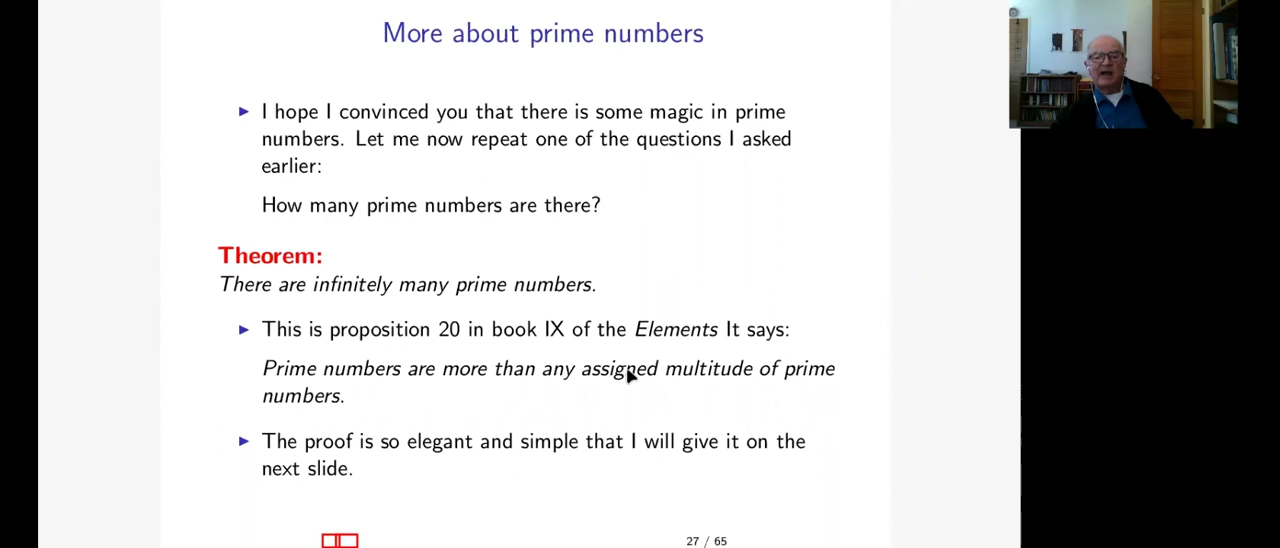 More about prime numbers
► I hope I convinced you that there is some magic in prime
numbers. Let me now repeat one of the questions I asked
earlier:
How many prime numbers are there?
Theorem:
There are infinitely many prime numbers.
► This is proposition 20 in book IX of the Elements It says:
Prime numbers are more than any assigned multitude of prime
numbers.
► The proof is so elegant and simple that I will give it on the
next slide.
27 / 65